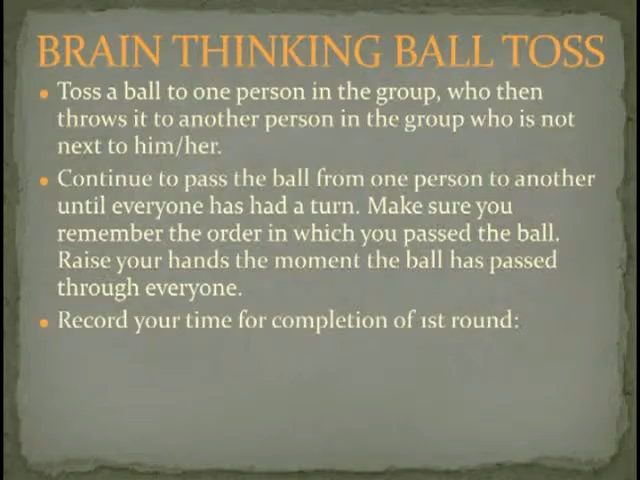 BRAIN THINKING BALL TOSS
• Toss a ball to one person in the group, who then
throws it to another person in the group who is not
next to him/her.
• Continue to pass the ball from one person to another
until everyone has had a turn. Make sure you
remember the order in which you passed the ball.
Raise your hands the moment the ball has passed
through everyone.
• Record your time for completion of 1st round: